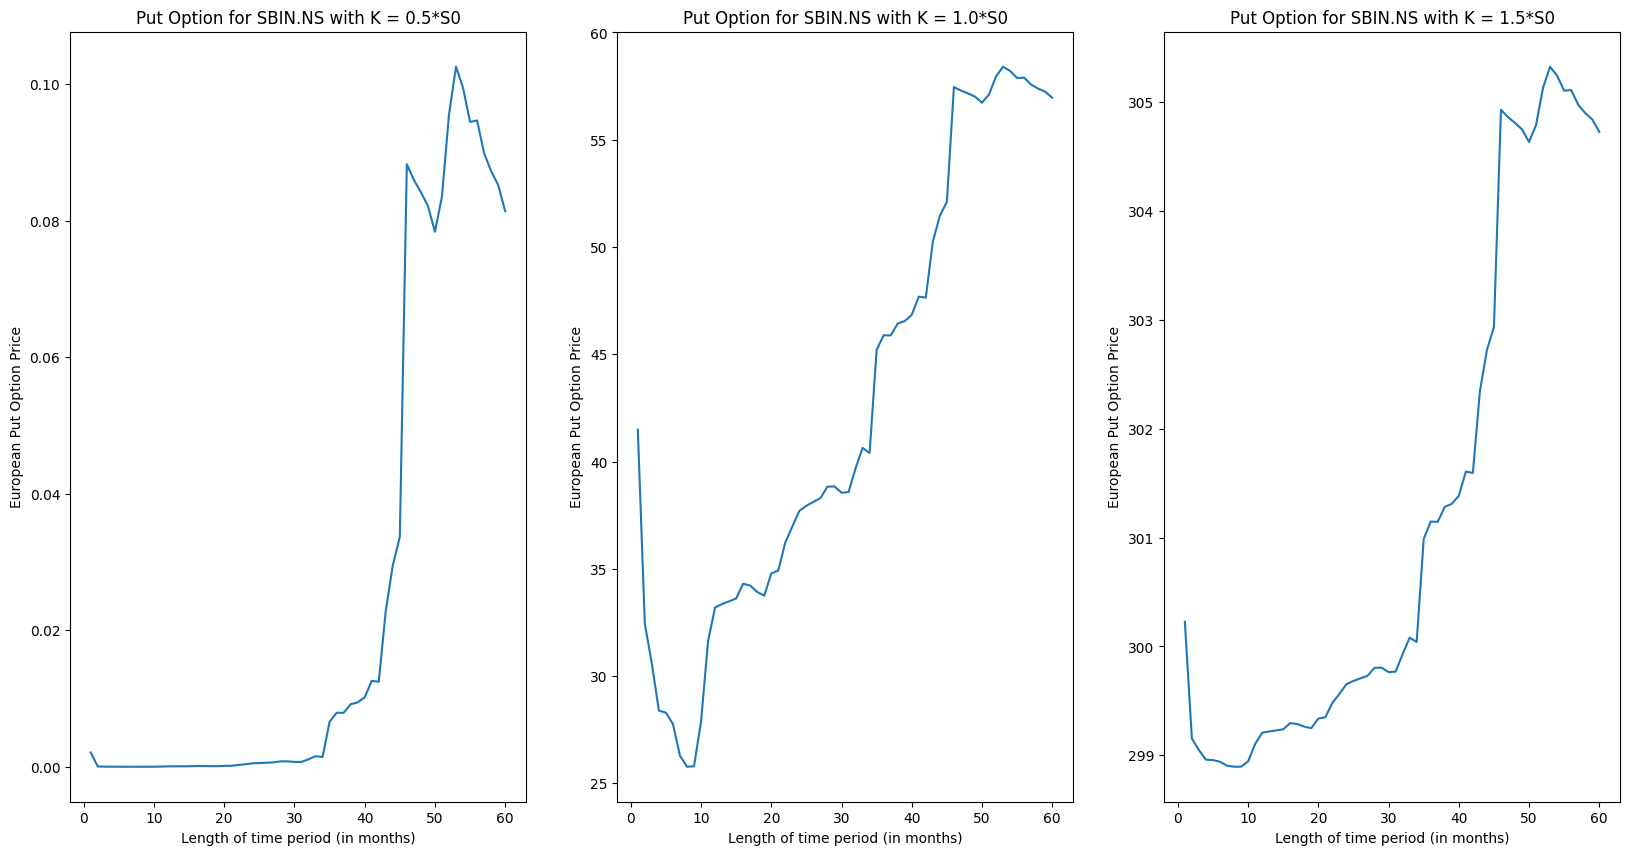 Put Option for SBIN.NS with K = 0.5*S0
European Put Option Price
0.10
0.08
0.06
0.04
0.02
0.00
0 10 20 30 40 50 60
Length of time period (in months)
Put Option for SBIN.NS with K = 1.0*S0
European Put Option Price
60
55
50
45
40
35
30
25
0 10 20 30 40 50 60
Length of time period (in months)
Put Option for SBIN.NS with K = 1.5*S0
European Put Option Price
305
304
303
302
301
300
299
0 10 20 30 40 50 60
Length of time period (in months)